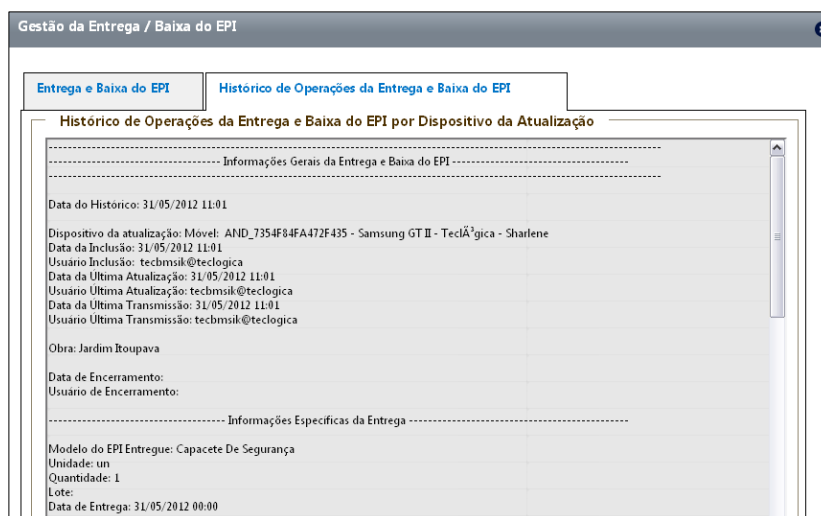 Gestão da Entrega / Baixa do EPI
Entrega e Baixa do EPI
Histórico de Operações da Entrega e Baixa do EPI
Histórico de Operações da Entrega e Baixa do EPI por Dispositivo da Atualização
--------------------------------------------------------------------------------------------------------------------------------
------------------------------------ Informações Gerais da Entrega e Baixa do EPI -------------------------------------
--------------------------------------------------------------------------------------------------------------------------------
Data do Histórico: 31/05/2012 11:01
Dispositivo da atualização: Móvel: AND_7354F84FA472F435 - Samsung GT II - TeclÃ³gica - Sharlene
Data da Inclusão: 31/05/2012 11:01
Usuário Inclusão: tecbmsik@teclogica
Data da Última Atualização: 31/05/2012 11:01
Usuário Última Atualização: tecbmsik@teclogica
Data da Última Transmissão: 31/05/2012 11:01
Usuário Última Transmissão: tecbmsik@teclogica
Obra: Jardim Itoupava
Data de Encerramento:
Usuário de Encerramento:
------------------------------------- Informações Especificas da Entrega ----------------------------------------------
Modelo do EPI Entregue: Capacete De Segurança
Unidade: un
Quantidade: 1
Lote:
Data de Entrega: 31/05/2012 00:00